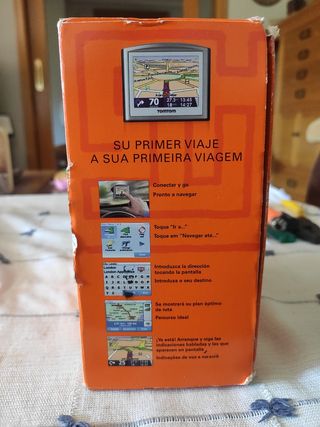 70
TOMTOM
SU PRIMER VIAJE
A SUA PRIMEIRA VIAGEM
Conectar y go
Pronto a navegar
Toque "Ir a..."
Toque em "Navegar até..."
Introduzca la dirección
tocando la pantalla
Introduza o seu destino
Se mostrará su plan óptimo
de ruta
Percurso ideal
¡Ya está! Arranque y siga las
indicaciones habladas y las que
aparecen en pantalla
Indicações de voz e ecrã